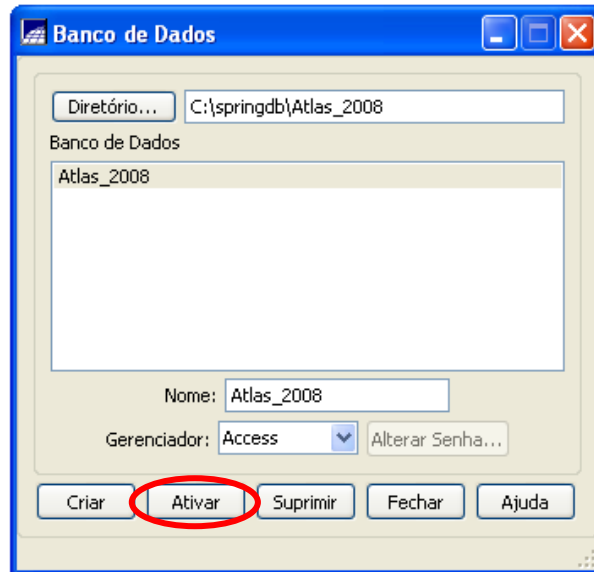 Banco de Dados
Diretório... C:\springdb\Atlas_2008
Banco de Dados
Atlas_2008
Nome: Atlas_2008
Gerenciador: Access Alterar Senha...
Criar Ativar Suprimir Fechar Ajuda